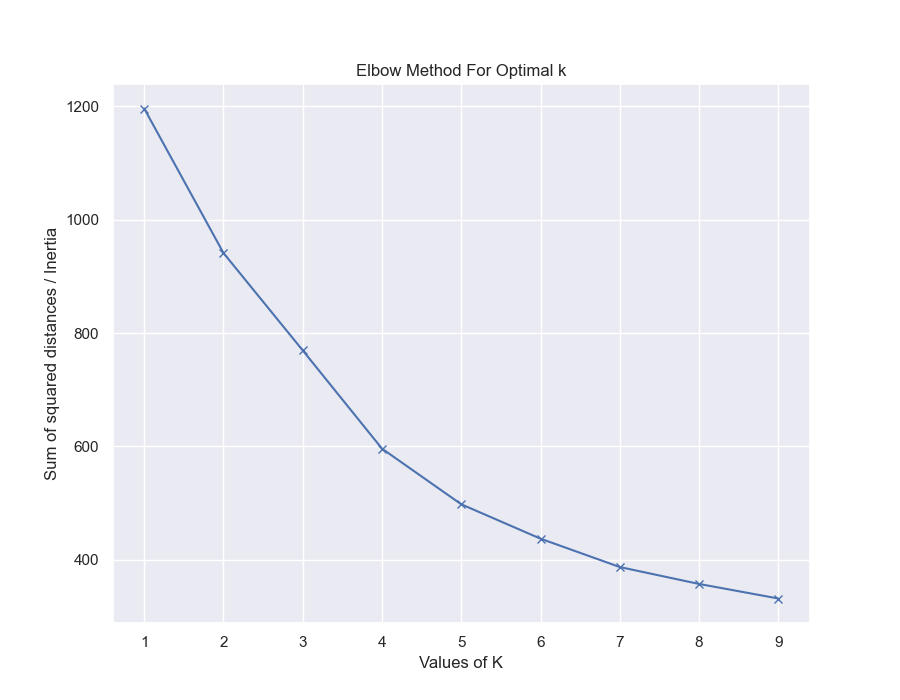 Elbow Method For Optimal k
1200
1000
800
600
400
Sum of squared distances / Inertia
1 2 3 4 5 6 7 8 9
Values of K